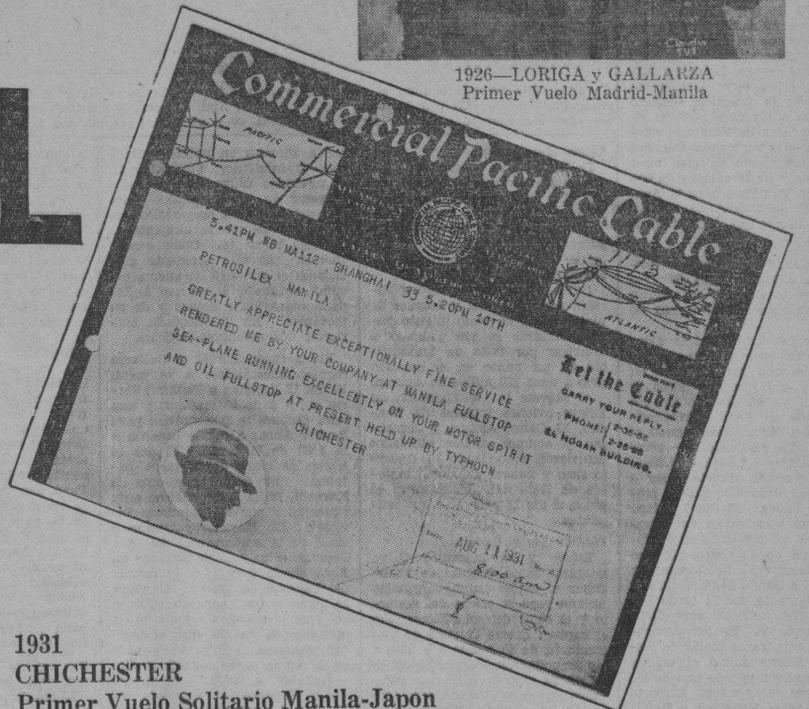 1926—LORIGA y GALLARZA
Primer Vuelo Madrid-Manila
L
Commercial Pacific Cable
PACIFIC
ATLANTIC
5.41PM WB MA112 SHANGHAI 33 5.20PM 10TH
PETROSILEX MANILA
GREATLY APPRECIATE EXCEPTIONALLY FINE SERVICE
RENDERED ME BY YOUR COMPANY AT MANILA FULLSTOP
SEA-PLANE RUNNING EXCELLENTLY ON YOUR MOTOR SPIRIT
AND OIL FULLSTOP AT PRESENT HELD UP BY TYPHOON
CHICHESTER
Let the Cable
CARRY YOUR REPLY.
PHONE:
EL HOGAR BUILDING.
AUG 11 1931
8:00 am
1931
CHICHESTER
Primer Vuelo Solitario Manila-Japon